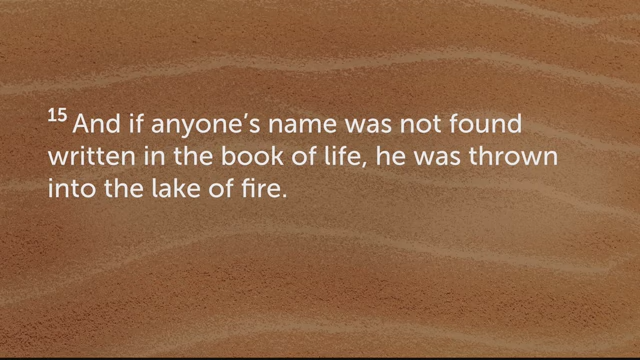 15 And if anyone’s name was not found
written in the book of life, he was thrown
into the lake of fire.